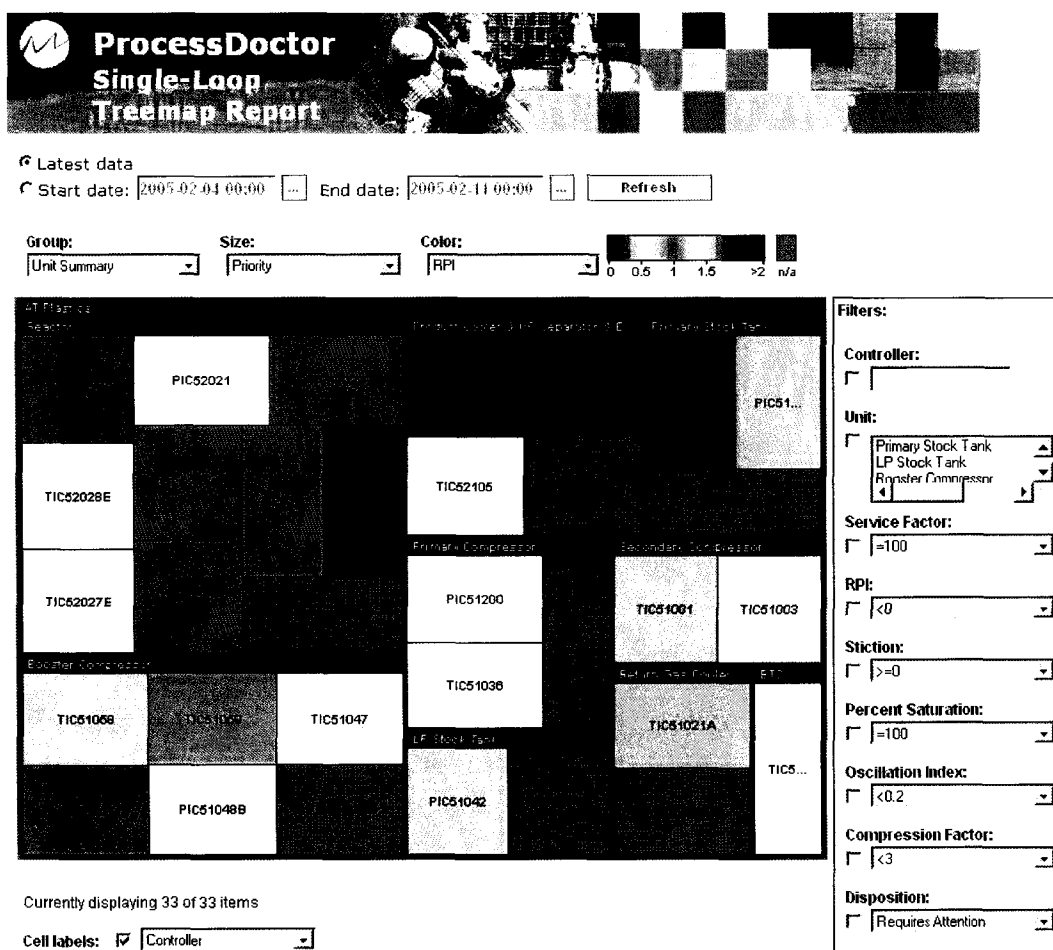 ProcessDoctor
Single-Loop
Treemap Report
Latest data
Start date: 2005-02-04 00:00 ... End date: 2005-02-11 00:00 ... Refresh
Group: Size: Color:
Unit Summary Priority RPI 0 0.5 1 1.5 >2 n/a
AT Plastics
Reactor Primary Stock Tank
PIC52021
PIC51...
TIC52028E
TIC52105
TIC52027E
Primary Compressor Secondary Compressor
PIC51200
TIC51001 TIC51003
TIC51036
Booster Compressor
Return Gas Cooler
TIC51058 TIC51047
TIC51021A
LP Stock Tank
TIC5...
PIC51048B
PIC51042
Filters:
Controller:
Unit:
Primary Stock Tank
LP Stock Tank
Booster Compressor
Service Factor:
=100
RPI:
<0
Stiction:
>=0
Percent Saturation:
=100
Oscillation Index:
<0.2
Compression Factor:
<3
Disposition:
Requires Attention
Currently displaying 33 of 33 items
Cell labels: Controller